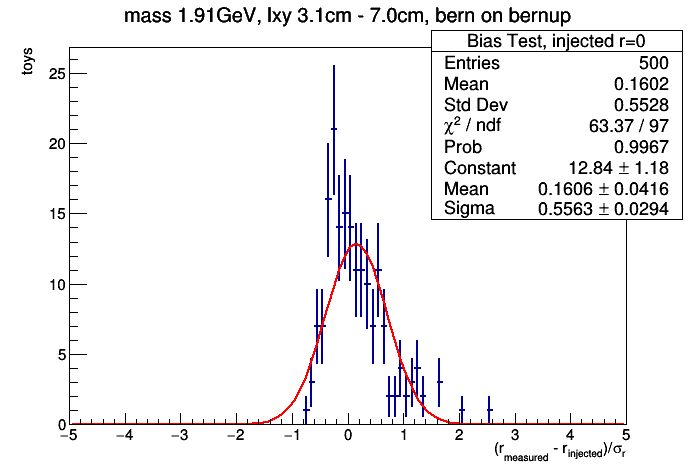 mass 1.91GeV, lxy 3.1cm - 7.0cm, bern on bernup
Bias Test, injected r=0
Entries 500
Mean 0.1602
Std Dev 0.5528
χ² / ndf 63.37 / 97
Prob 0.9967
Constant 12.84 ± 1.18
Mean 0.1606 ± 0.0416
Sigma 0.5563 ± 0.0294
toys
25
20
15
10
5
0
−5 −4 −3 −2 −1 0 1 2 3 4 5
(r_measured - r_injected)/σ_r